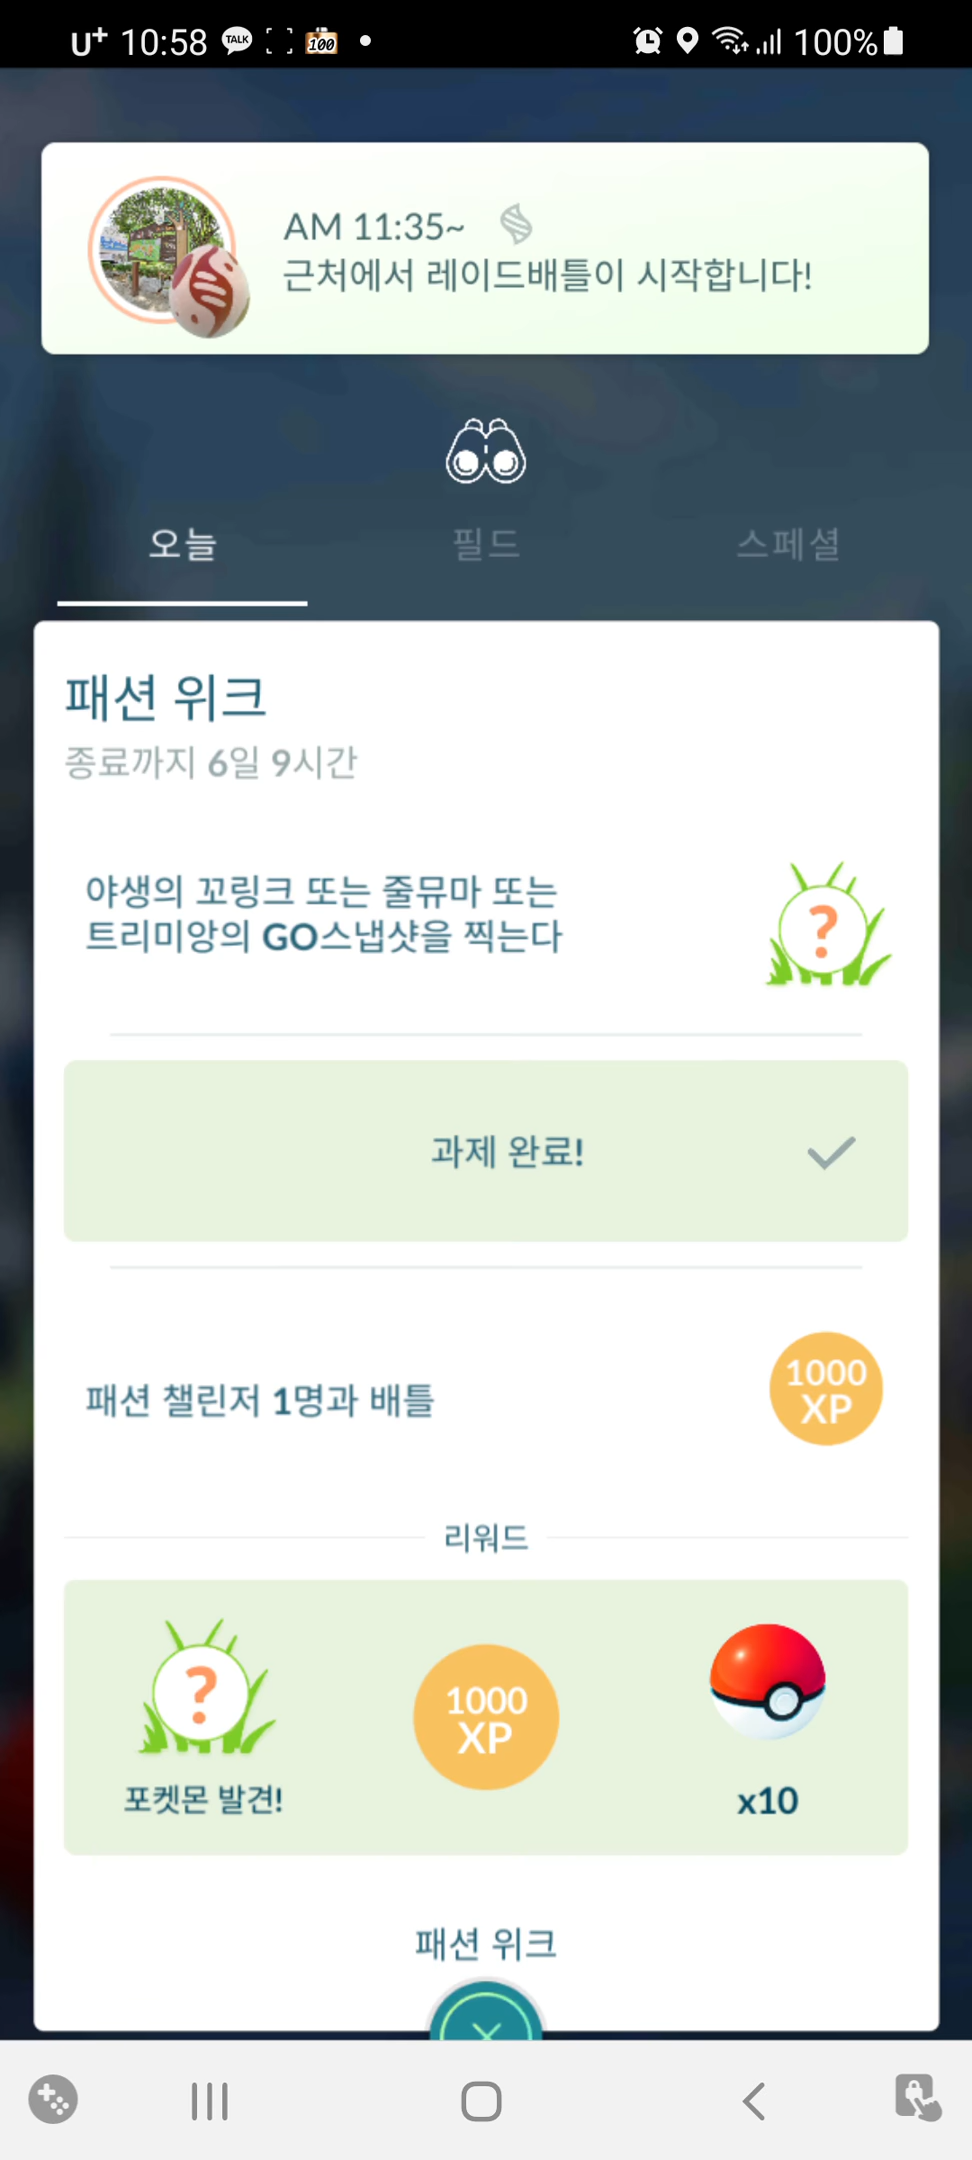 U+ 10:58 TALK 100 100%
AM 11:35~
근처에서 레이드배틀이 시작합니다!
오늘 필드 스페셜
패션 위크
종료까지 6일 9시간
야생의 꼬링크 또는 줄뮤마 또는
트리미앙의 GO스냅샷을 찍는다
?
과제 완료!
패션 챌린저 1명과 배틀
1000
XP
리워드
?
포켓몬 발견!
1000
XP
x10
패션 위크